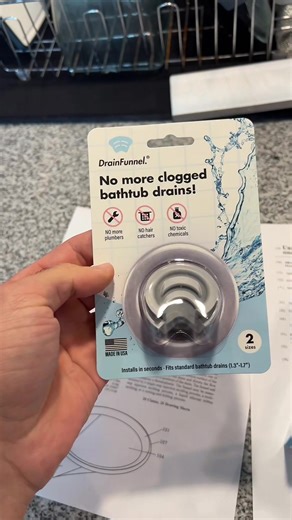 DrainFunnel.®
No more clogged
bathtub drains!
NO more
plumbers
NO hair
catchers
NO toxic
chemicals
MADE IN USA
2
sizes
Installs in seconds · Fits standard bathtub drains (1.5"-1.7")